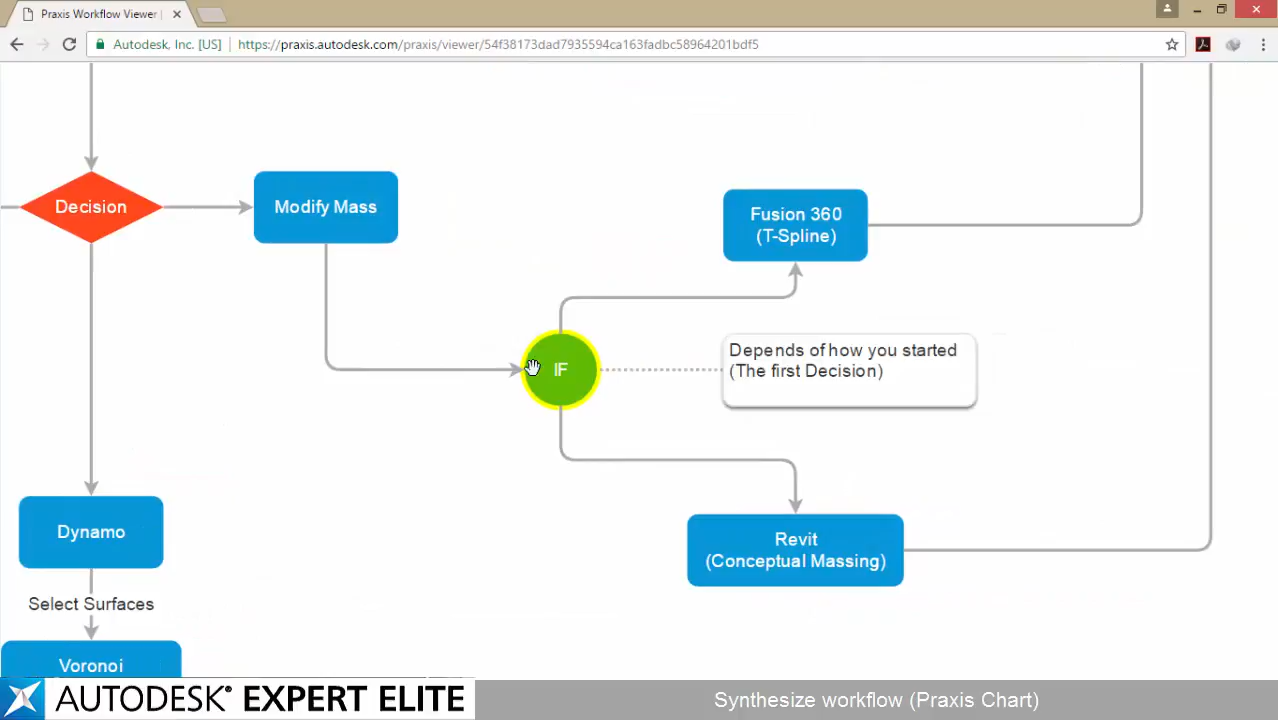 Praxis Workflow Viewer |
Autodesk, Inc. [US]
https://praxis.autodesk.com/praxis/viewer/54f38173dad7935594ca163fadbc58964201bdf5
Decision
Modify Mass
Fusion 360
(T-Spline)
IF
Depends of how you started
(The first Decision)
Revit
(Conceptual Massing)
Dynamo
Select Surfaces
Voronoi
AUTODESK® EXPERT ELITE
Synthesize workflow (Praxis Chart)